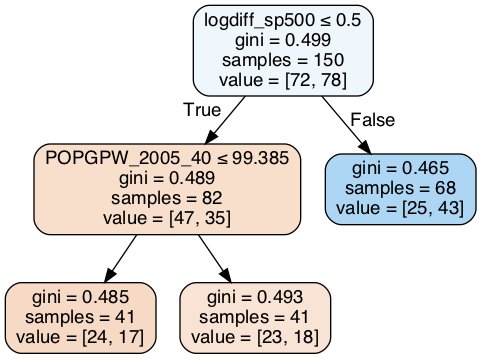 logdiff_sp500 ≤ 0.5
gini = 0.499
samples = 150
value = [72, 78]
True
False
POPGPW_2005_40 ≤ 99.385
gini = 0.489
samples = 82
value = [47, 35]
gini = 0.465
samples = 68
value = [25, 43]
gini = 0.485
samples = 41
value = [24, 17]
gini = 0.493
samples = 41
value = [23, 18]